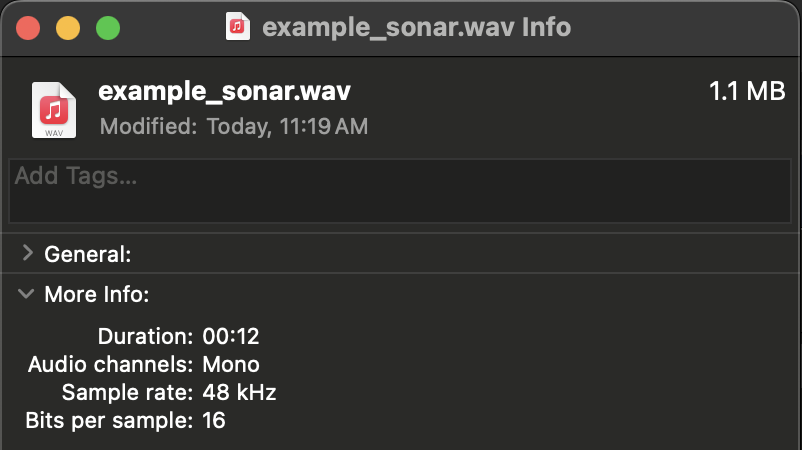 example_sonar.wav Info
example_sonar.wav 1.1 MB
Modified: Today, 11:19 AM
WAV
Add Tags...
General:
More Info:
Duration: 00:12
Audio channels: Mono
Sample rate: 48 kHz
Bits per sample: 16